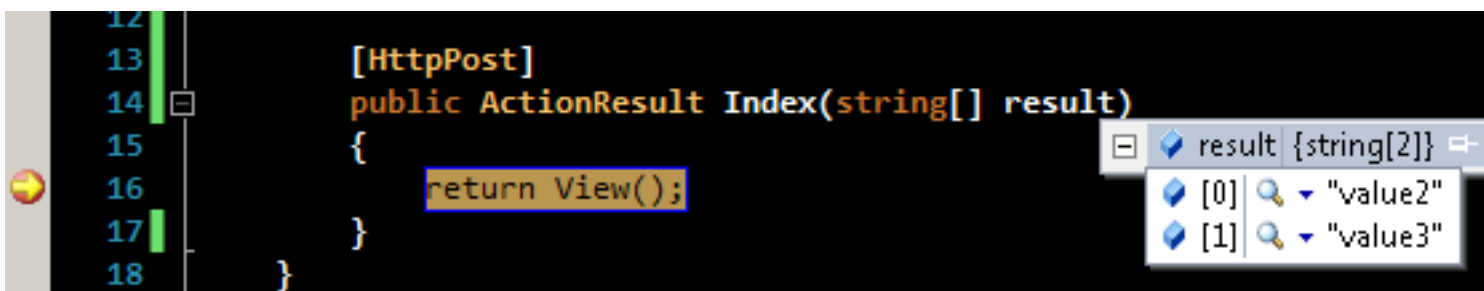 12
13 [HttpPost]
14 public ActionResult Index(string[] result)
15 {
result {string[2]}
16 return View();
[0] "value2"
17 }
[1] "value3"
18 }